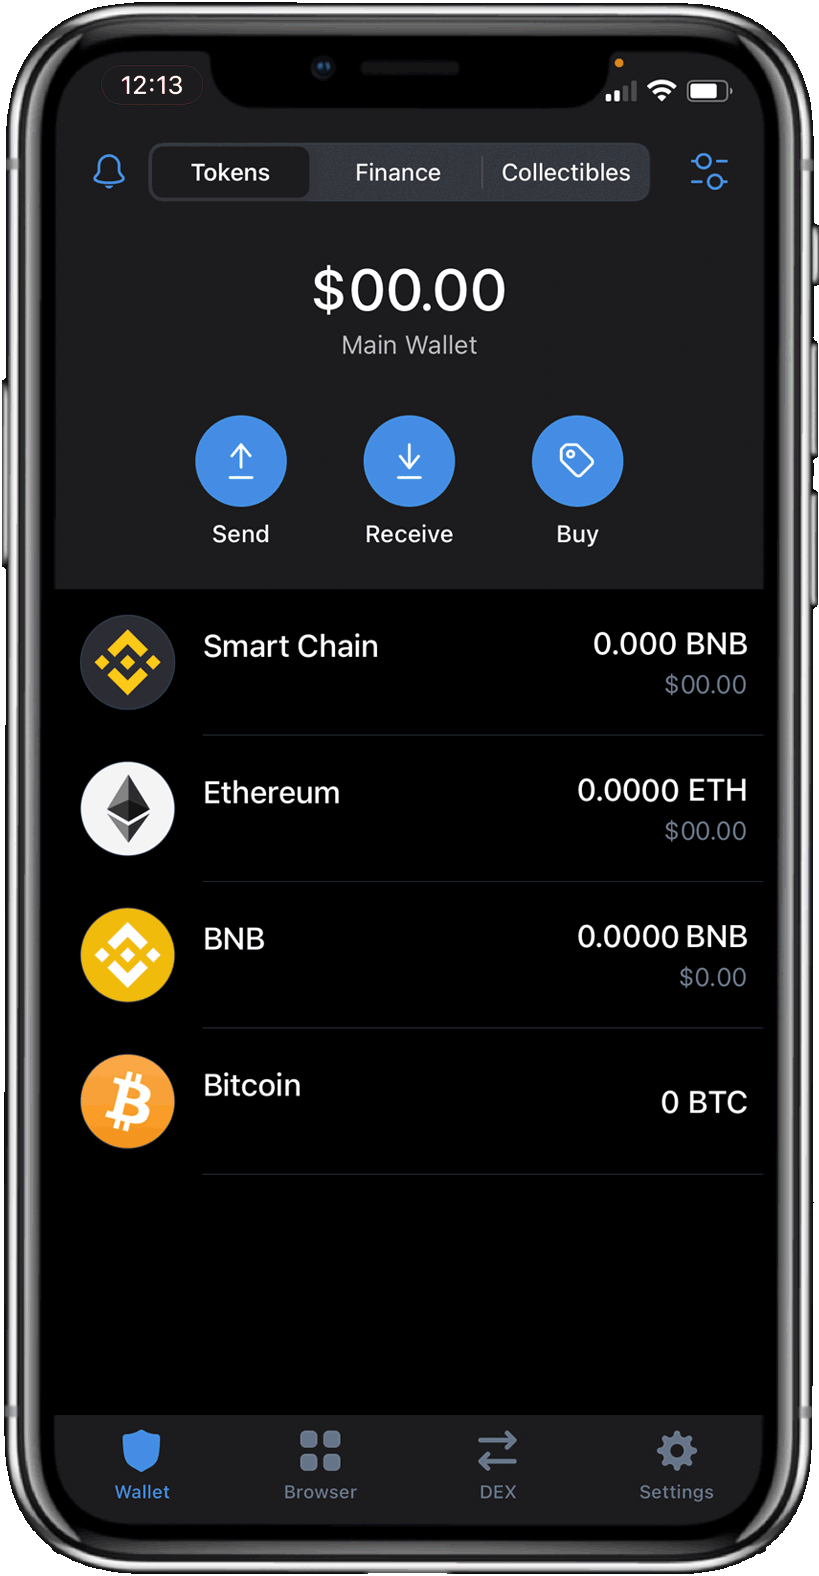 12:13
Tokens Finance Collectibles
$00.00
Main Wallet
Send Receive Buy
Smart Chain 0.000 BNB
$00.00
Ethereum 0.0000 ETH
$00.00
BNB 0.0000 BNB
$0.00
Bitcoin 0 BTC
Wallet Browser DEX Settings